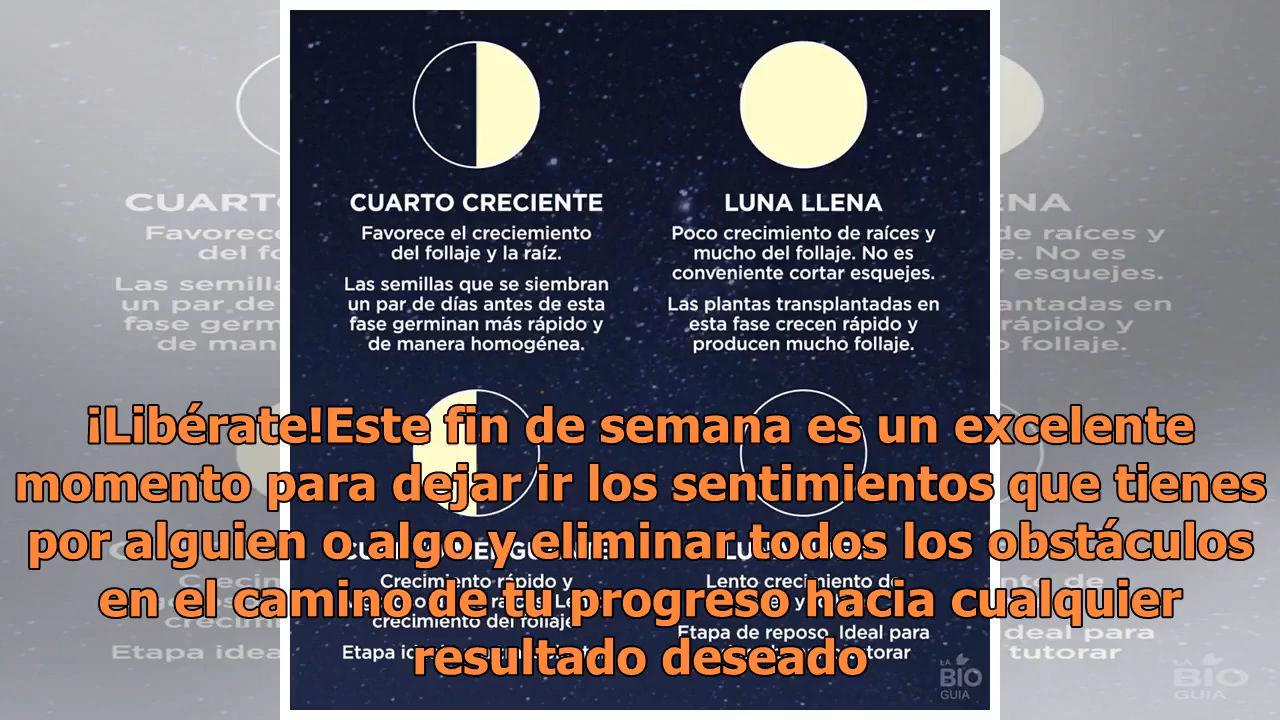 CUARTO CRECIENTE
Favorece el creciemiento
del follaje y la raíz.
Las semillas que se siembran
un par de días antes de esta
fase germinan más rápido y
de manera homogénea.
LUNA LLENA
Poco crecimiento de raíces y
mucho del follaje. No es
conveniente cortar esquejes.
Las plantas transplantadas en
esta fase crecen rápido y
producen mucho follaje.
¡Libérate!Este fin de semana es un excelente
momento para dejar ir los sentimientos que tienes
por alguien o algo y eliminar todos los obstáculos
en el camino de tu progreso hacia cualquier
resultado deseado
Crecimiento rápido y
crecimiento del follaje
Lento crecimiento de
Etapa de reposo. Ideal para
LA
BIO
GUIA